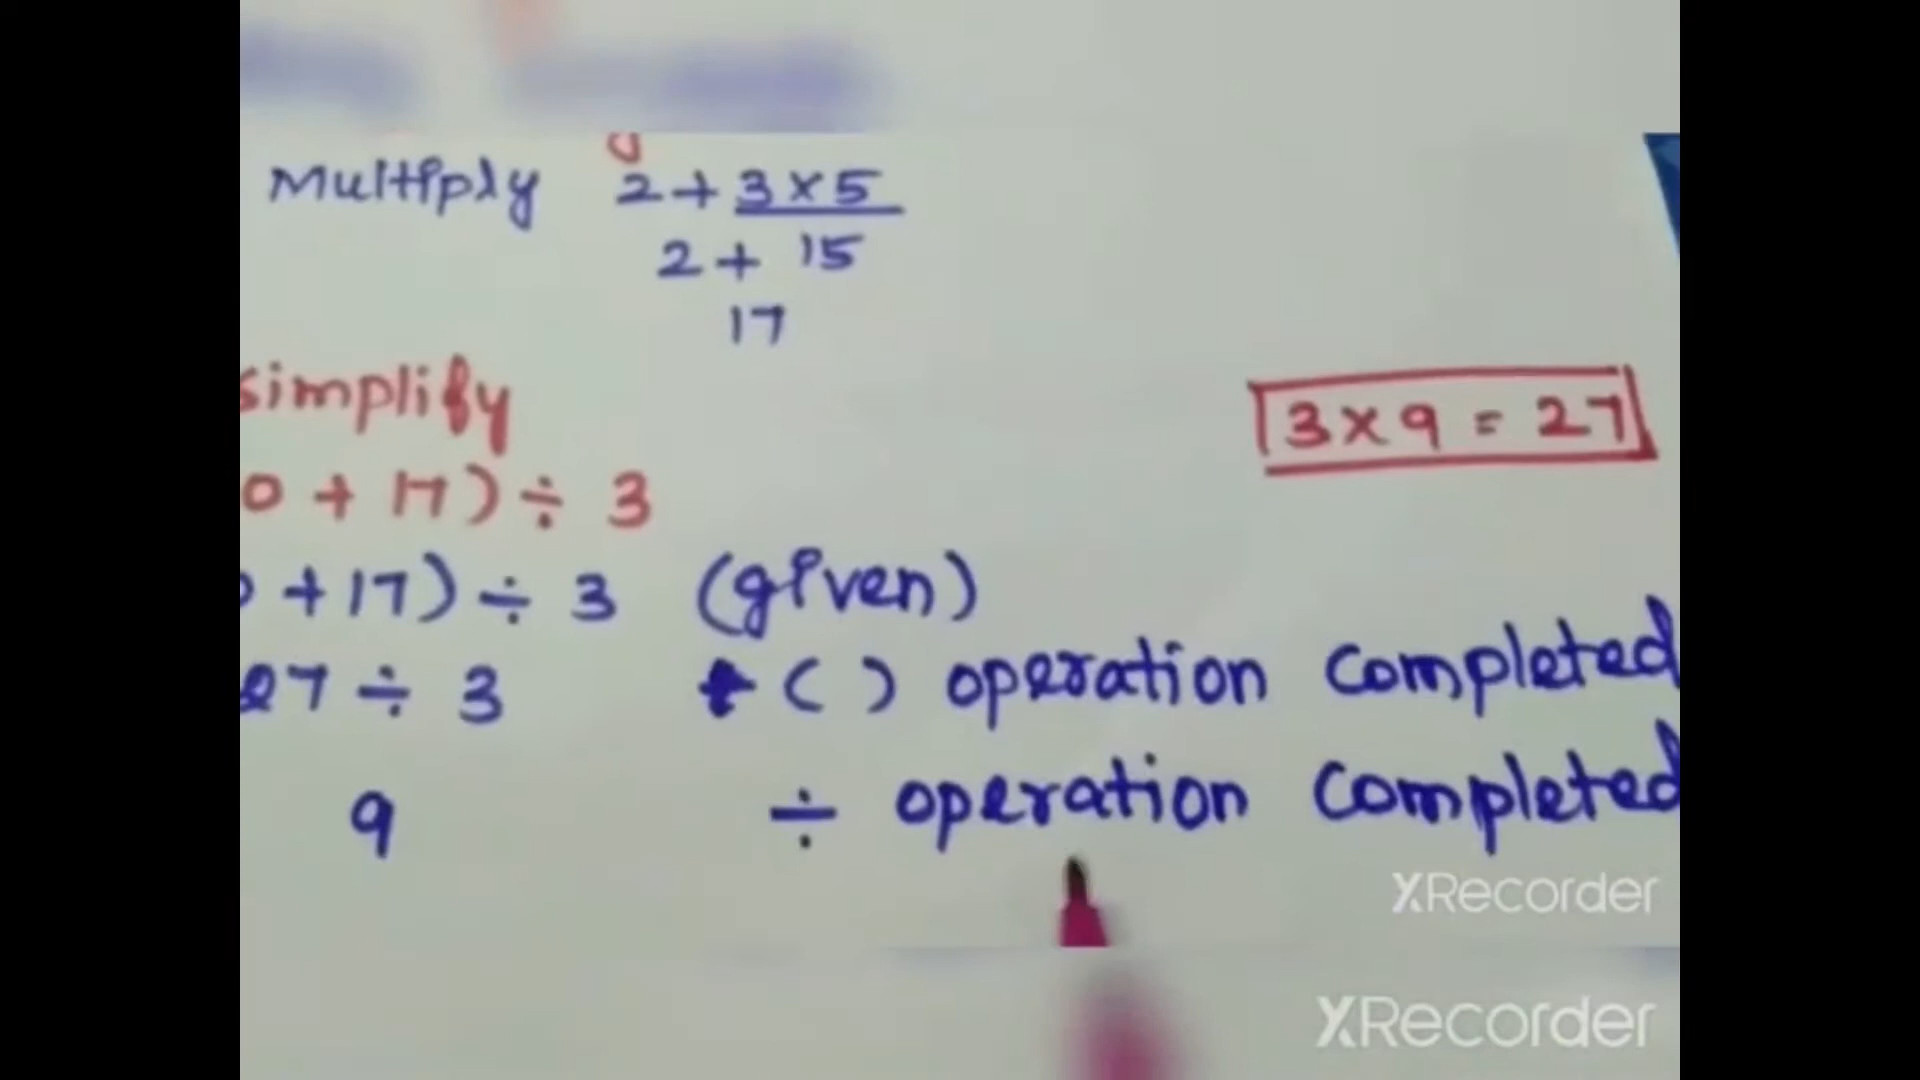 Multiply 2 + 3 × 5
2 + 15
17
simplify
3 × 9 = 27
0 + 17) ÷ 3
+ 17) ÷ 3 (given)
27 ÷ 3 ( ) operation completed
9 ÷ operation completed
XRecorder
XRecorder